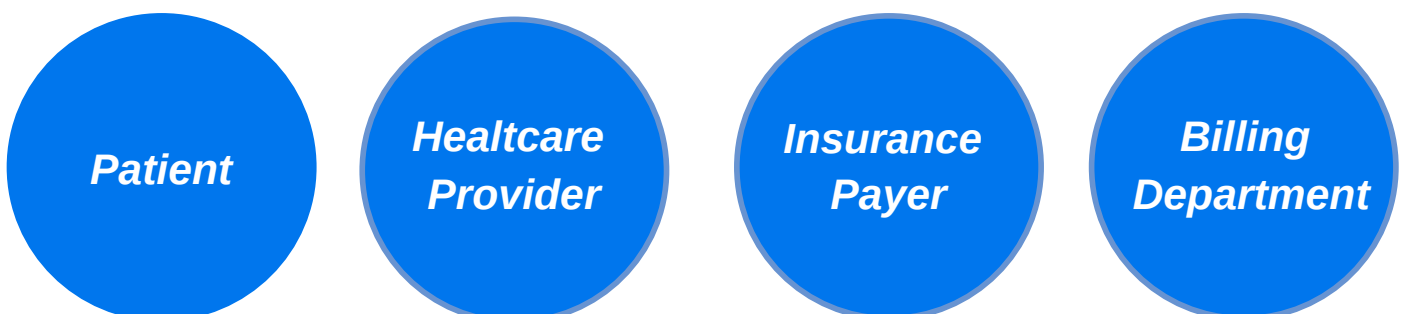 Patient
Healtcare
Provider
Insurance
Payer
Billing
Department